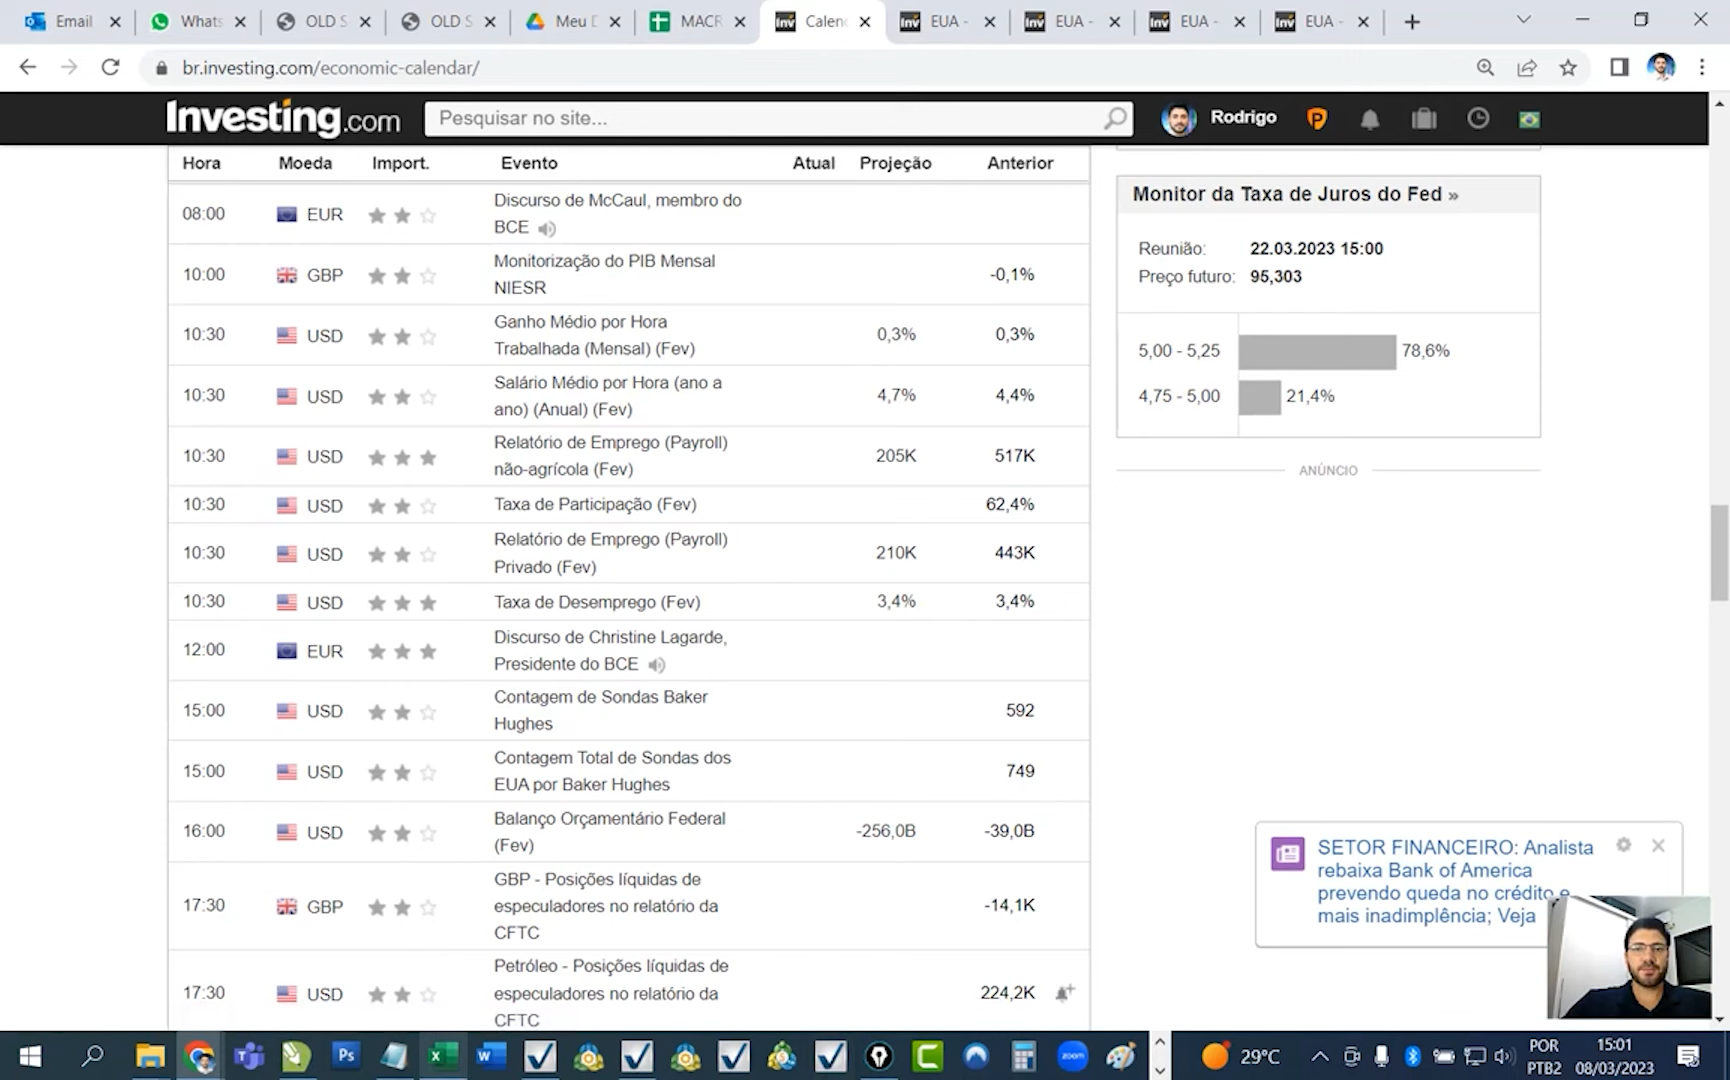 Email
Whats
OLD S
OLD S
Meu D
MACR
Calen
EUA -
EUA -
EUA -
EUA -
br.investing.com/economic-calendar/
Investing.com
Pesquisar no site...
Rodrigo
Hora Moeda Import. Evento Atual Projeção Anterior
08:00 EUR Discurso de McCaul, membro do
BCE
10:00 GBP Monitorização do PIB Mensal
NIESR -0,1%
10:30 USD Ganho Médio por Hora
Trabalhada (Mensal) (Fev) 0,3% 0,3%
10:30 USD Salário Médio por Hora (ano a
ano) (Anual) (Fev) 4,7% 4,4%
10:30 USD Relatório de Emprego (Payroll)
não-agrícola (Fev) 205K 517K
10:30 USD Taxa de Participação (Fev) 62,4%
10:30 USD Relatório de Emprego (Payroll)
Privado (Fev) 210K 443K
10:30 USD Taxa de Desemprego (Fev) 3,4% 3,4%
12:00 EUR Discurso de Christine Lagarde,
Presidente do BCE
15:00 USD Contagem de Sondas Baker
Hughes 592
15:00 USD Contagem Total de Sondas dos
EUA por Baker Hughes 749
16:00 USD Balanço Orçamentário Federal
(Fev) -256,0B -39,0B
17:30 GBP GBP - Posições líquidas de
especuladores no relatório da
CFTC -14,1K
17:30 USD Petróleo - Posições líquidas de
especuladores no relatório da
CFTC 224,2K
Monitor da Taxa de Juros do Fed »
Reunião: 22.03.2023 15:00
Preço futuro: 95,303
5,00 - 5,25 78,6%
4,75 - 5,00 21,4%
ANÚNCIO
SETOR FINANCEIRO: Analista
rebaixa Bank of America
prevendo queda no crédito e
mais inadimplência; Veja
Ps
zoom
29°C
POR
PTB2
15:01
08/03/2023